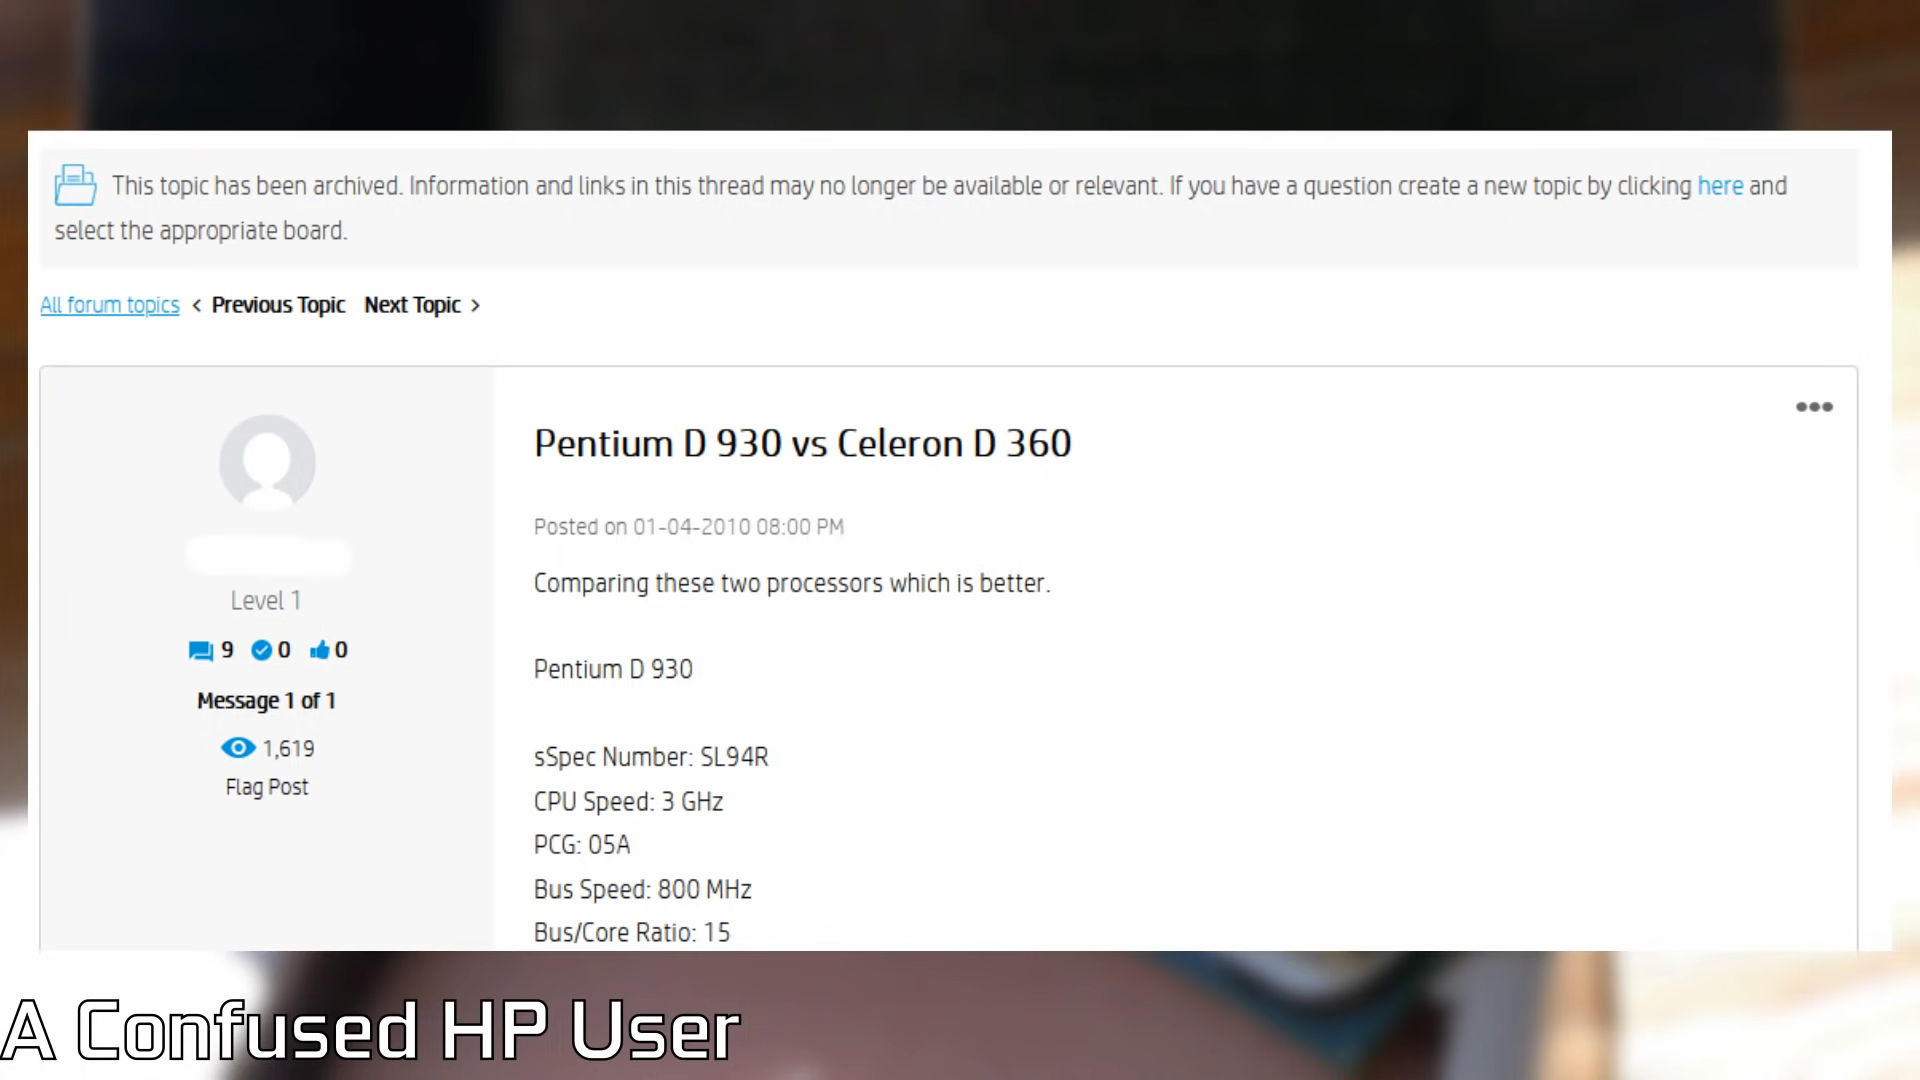 This topic has been archived. Information and links in this thread may no longer be available or relevant. If you have a question create a new topic by clicking here and
select the appropriate board.
All forum topics < Previous Topic Next Topic >
Pentium D 930 vs Celeron D 360
Posted on 01-04-2010 08:00 PM
Comparing these two processors which is better.
Level 1
9 0 0
Message 1 of 1
1,619
Flag Post
Pentium D 930
sSpec Number: SL94R
CPU Speed: 3 GHz
PCG: 05A
Bus Speed: 800 MHz
Bus/Core Ratio: 15
A Confused HP User